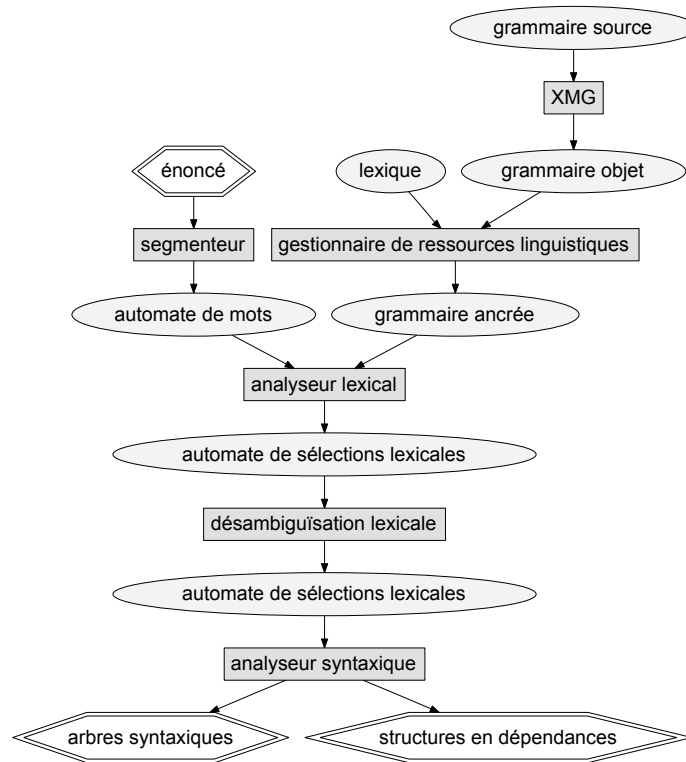 grammaire source
XMG
énoncé
lexique
grammaire objet
segmenteur
gestionnaire de ressources linguistiques
automate de mots
grammaire ancrée
analyseur lexical
automate de sélections lexicales
désambiguïsation lexicale
automate de sélections lexicales
analyseur syntaxique
arbres syntaxiques
structures en dépendances